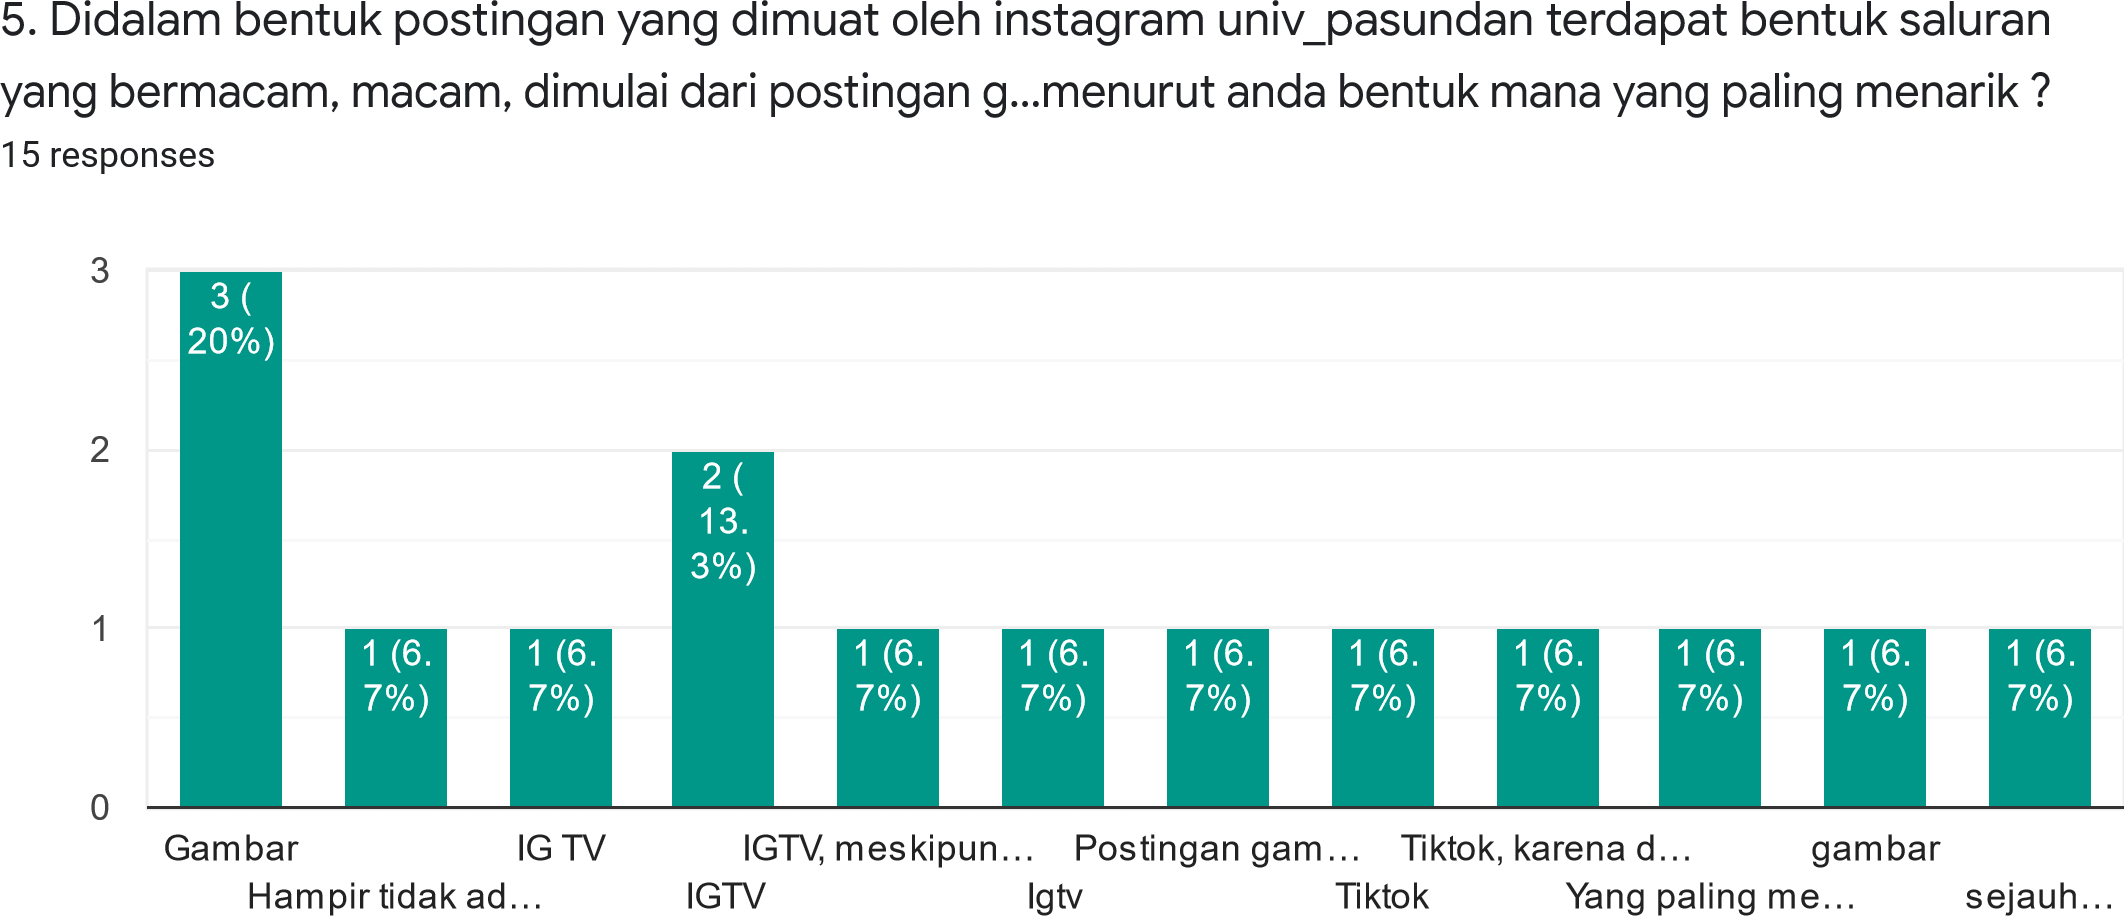 5. Didalam bentuk postingan yang dimuat oleh instagram univ_pasundan terdapat bentuk saluran
yang bermacam, macam, dimulai dari postingan g...menurut anda bentuk mana yang paling menarik ?
15 responses
3
2
1
0
3 (
20%)
1 (6.
7%)
1 (6.
7%)
2 (
13.
3%)
1 (6.
7%)
1 (6.
7%)
1 (6.
7%)
1 (6.
7%)
1 (6.
7%)
1 (6.
7%)
1 (6.
7%)
1 (6.
7%)
Gambar
Hampir tidak ad...
IG TV
IGTV
IGTV, meskipun...
Igtv
Postingan gam...
Tiktok
Tiktok, karena d...
Yang paling me...
gambar
sejauh...